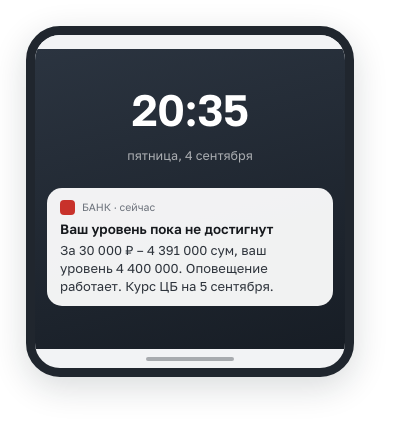 20:35
пятница, 4 сентября
БАНК · сейчас
Ваш уровень пока не достигнут
За 30 000 ₽ – 4 391 000 сум, ваш
уровень 4 400 000. Оповещение
работает. Курс ЦБ на 5 сентября.